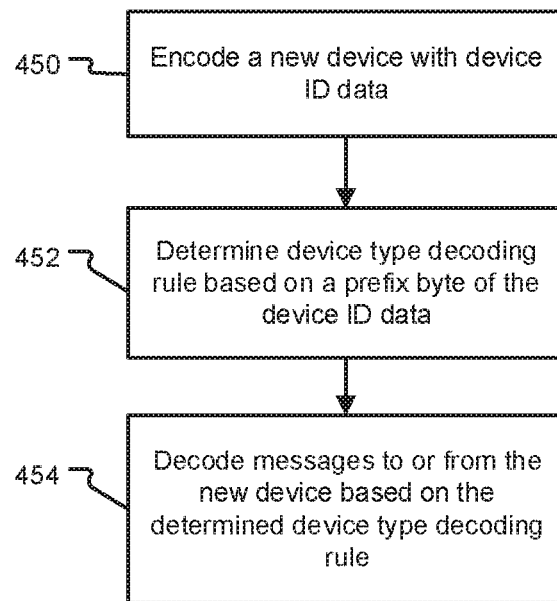 450
Encode a new device with device
ID data
452
Determine device type decoding
rule based on a prefix byte of the
device ID data
454
Decode messages to or from the
new device based on the
determined device type decoding
rule